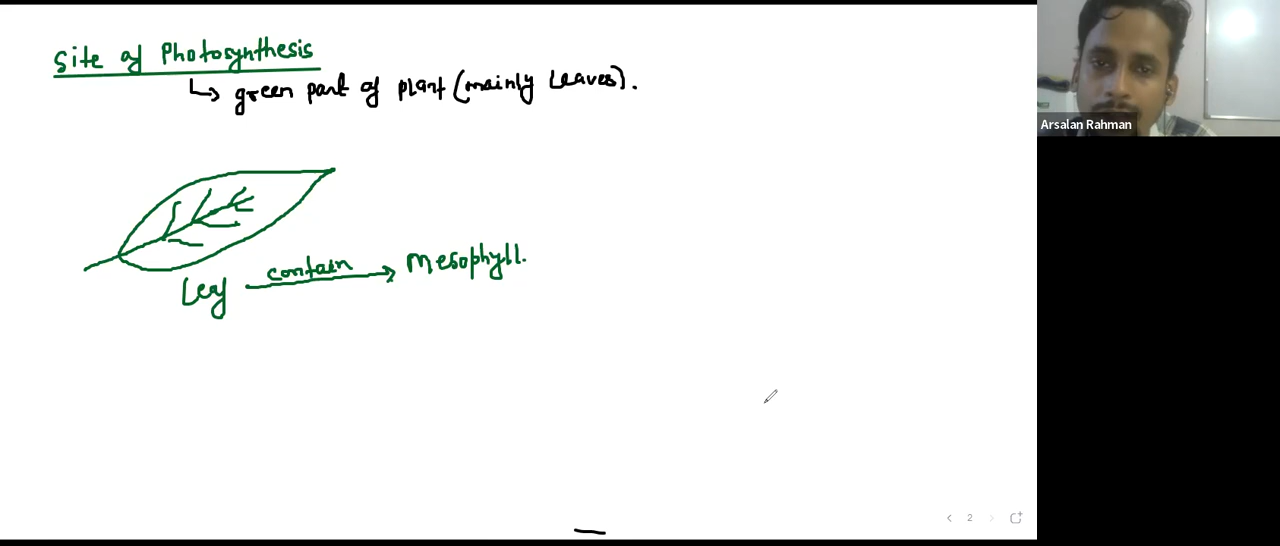 Site of Photosynthesis
↳ green part of plant (mainly Leaves).
Leaf contain → Mesophyll.
Arsalan Rahman
2